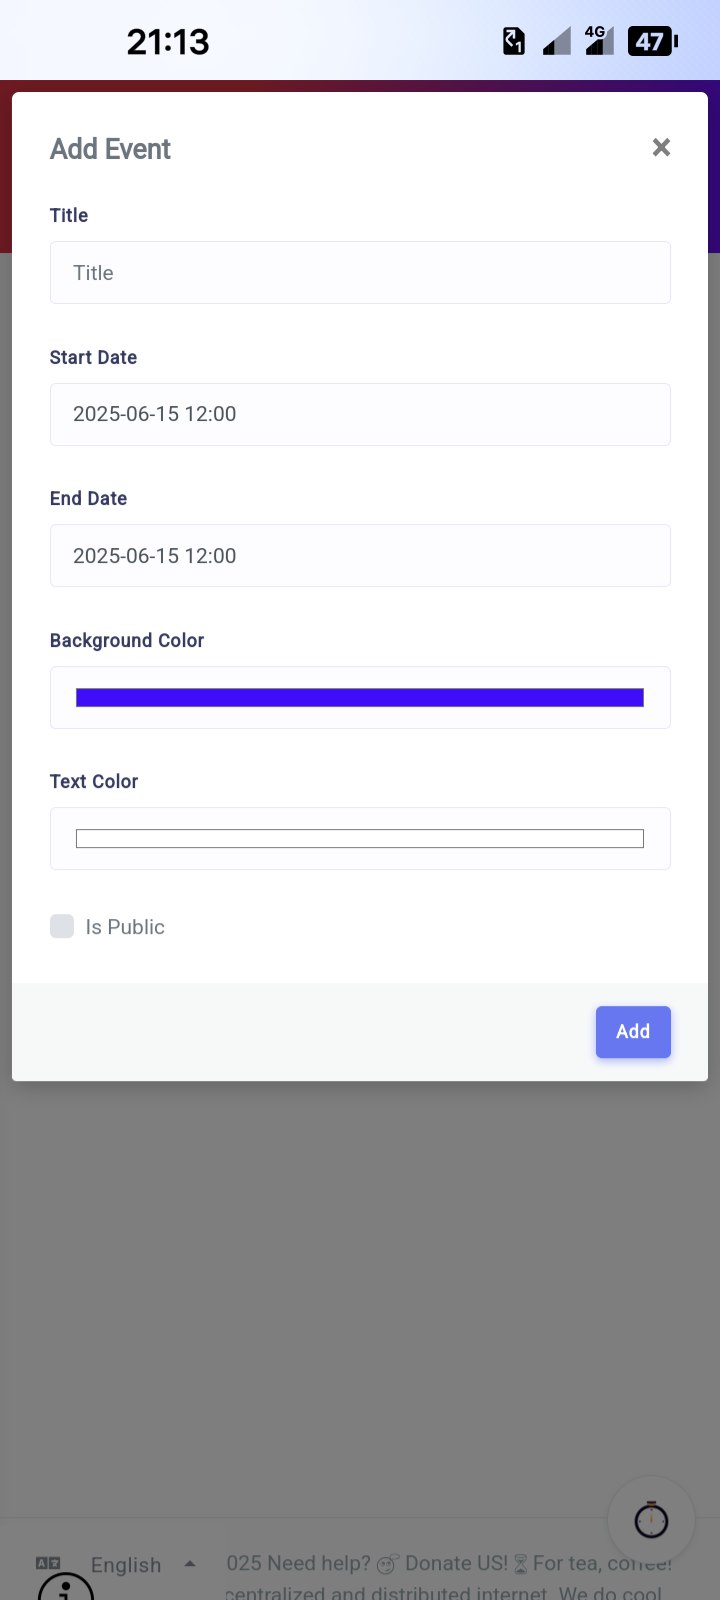 21:13
4G
47
Add Event
×
Title
Title
Start Date
2025-06-15 12:00
End Date
2025-06-15 12:00
Background Color
Text Color
Is Public
Add
English
025 Need help? Donate US! For tea, coffee!
centralized and distributed internet. We do cool